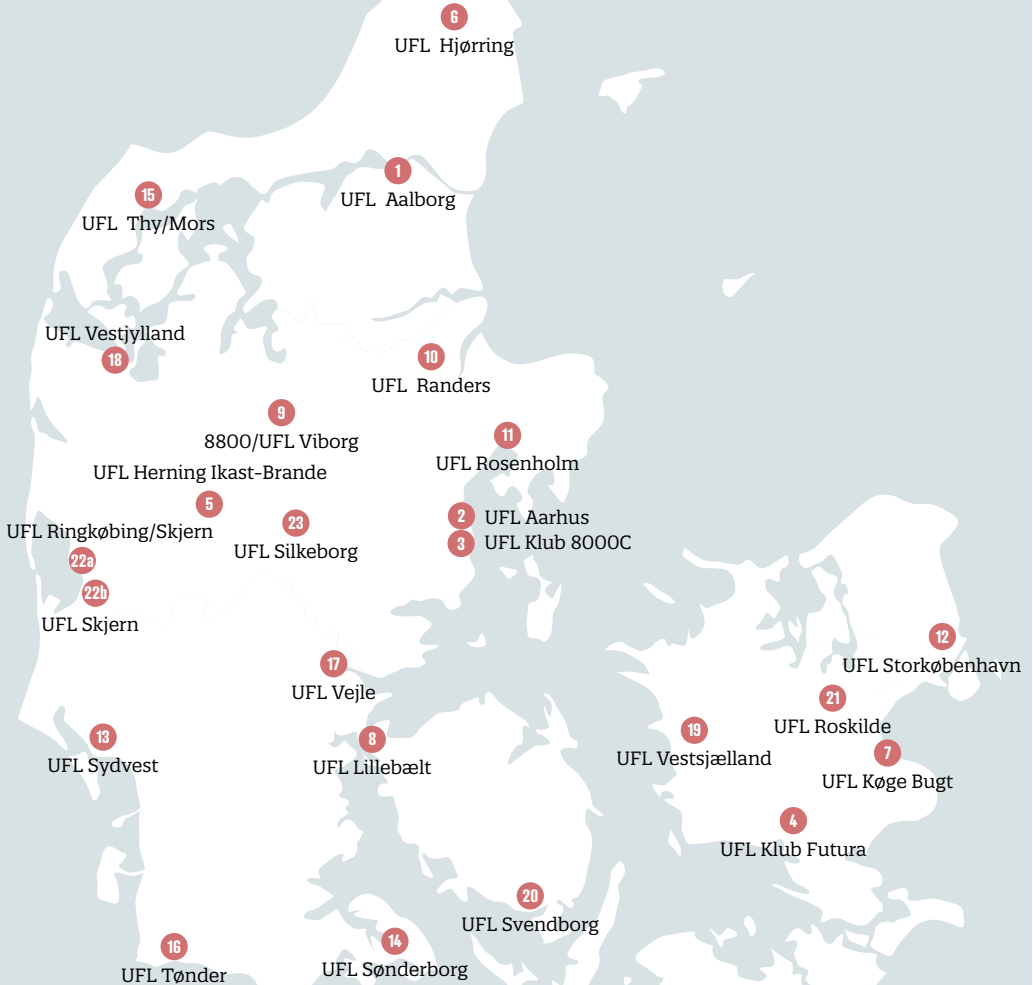 6
UFL Hjørring
1
UFL Aalborg
15
UFL Thy/Mors
UFL Vestjylland
18
10
UFL Randers
9
8800/UFL Viborg
11
UFL Rosenholm
UFL Herning Ikast-Brande
5
2 UFL Aarhus
3 UFL Klub 8000C
23
UFL Silkeborg
UFL Ringkøbing/Skjern
22a
22b
UFL Skjern
12
UFL Storkøbenhavn
17
UFL Vejle
21
UFL Roskilde
13
UFL Sydvest
8
UFL Lillebælt
19
UFL Vestsjælland
7
UFL Køge Bugt
4
UFL Klub Futura
20
UFL Svendborg
16
UFL Tønder
14
UFL Sønderborg